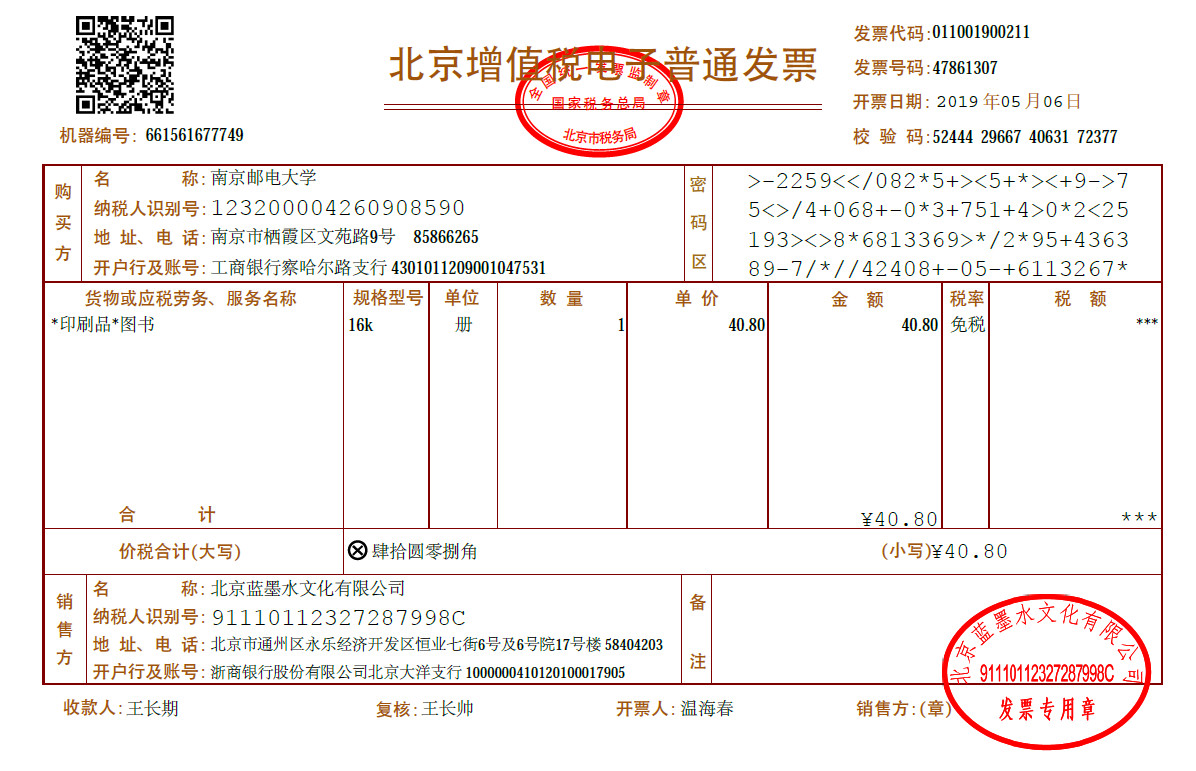 北京增值税电子普通发票
全国统一发票监制章
国家税务总局
北京市税务局
机器编号: 661561677749
发票代码:011001900211
发票号码:47861307
开票日期: 2019 年05 月06 日
校 验 码:52444 29667 40631 72377
购买方
名 称: 南京邮电大学
纳税人识别号: 123200004260908590
地 址、电 话: 南京市栖霞区文苑路9号 85866265
开户行及账号: 工商银行察哈尔路支行 4301011209001047531
密码区
>-2259<</082*5+><5+*><+9->7
5<>/4+068+-0*3+751+4>0*2<25
193><>8*6813369>*/2*95+4363
89-7/*//42408+-05-+6113267*
货物或应税劳务、服务名称 规格型号 单位 数 量 单 价 金 额 税率 税 额
*印刷品*图书 16k 册 1 40.80 40.80 免税 ***
合 计 ¥40.80 ***
价税合计(大写) ⊗ 肆拾圆零捌角 (小写)¥40.80
销售方
名 称: 北京蓝墨水文化有限公司
纳税人识别号: 91110112327287998C
地 址、电 话: 北京市通州区永乐经济开发区恒业七街6号及6号院17号楼 58404203
开户行及账号: 浙商银行股份有限公司北京大洋支行 1000000410120100017905
备注
收款人: 王长期 复核: 王长帅 开票人: 温海春 销售方: (章)
北京蓝墨水文化有限公司
91110112327287998C
发票专用章